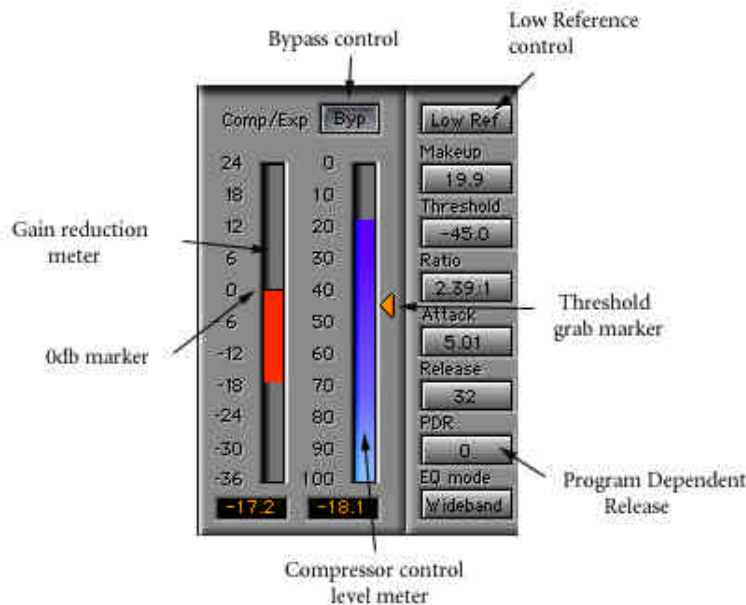 Bypass control
Low Reference
control
Comp/Exp
Byp
Low Ref
24
18
12
6
0
6
-12
-18
-24
-30
-36
0
10
20
30
40
50
60
70
80
90
100
-17.2
-18.1
Makeup
19.9
Threshold
-45.0
Ratio
2.39:1
Attack
5.01
Release
32
PDR
0
EQ mode
Wideband
Gain reduction
meter
0db marker
Threshold
grab marker
Program Dependent
Release
Compressor control
level meter